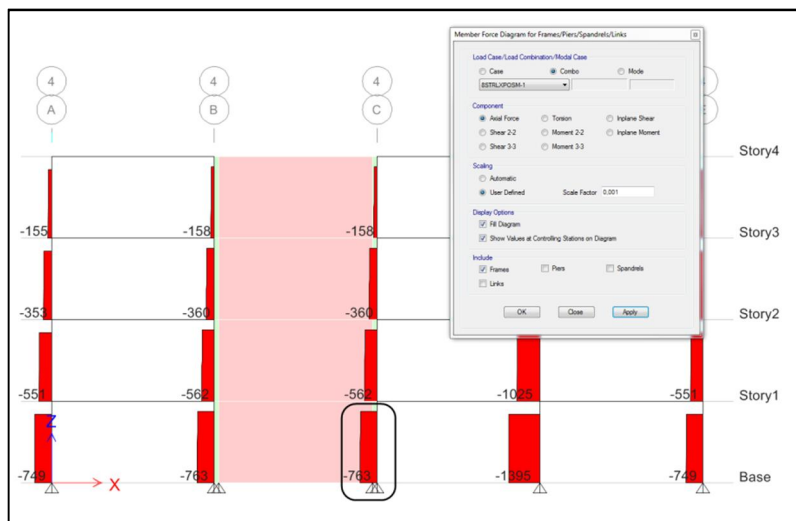 Member Force Diagram for Frames/Piers/Spandrels/Links
Load Case/Load Combination/Modal Case
Case Combo Mode
Component
Axial Force Torsion Inplane Shear
Shear 2-2 Moment 2-2 Inplane Moment
Shear 3-3 Moment 3-3
Scaling
Automatic
User Defined Scale Factor 0,001
Display Options
Fill Diagram
Show Values at Controlling Stations on Diagram
Include
Frames Piers Spandrels
Links
OK Close Apply
4 4 4
A B C
Story4
-155 -158 -158 Story3
-353 -360 -360 Story2
-551 -562 -562 -1025 -551 Story1
Z
-749 -763 -763 -1395 -749 Base
X